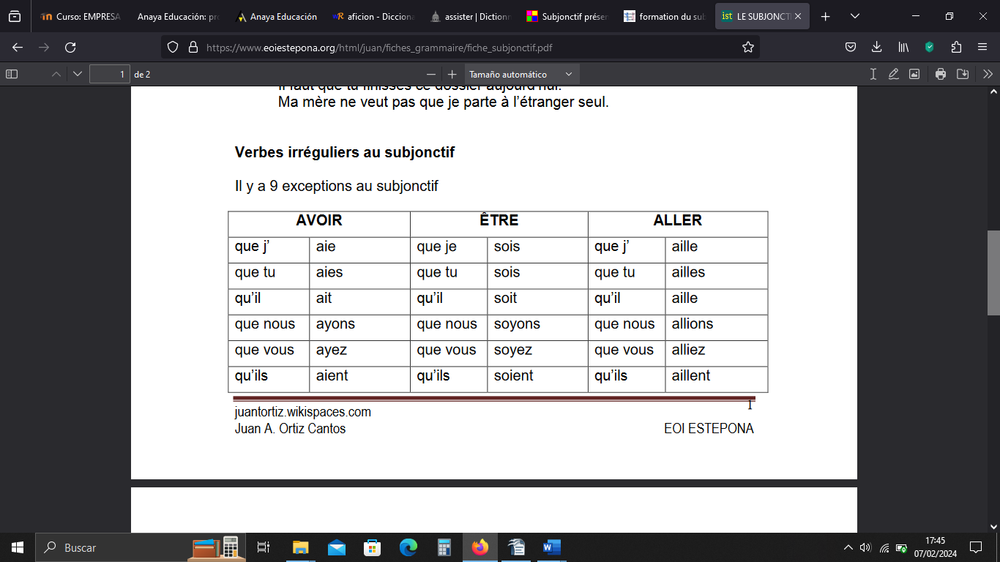 Curso: EMPRESA
Anaya Educación: pro
Anaya Educación
aficion - Dicciona
assister | Dictionn
Subjonctif présen
formation du sub
ist LE SUBJONCTI
https://www.eoiestepona.org/html/juan/fiches_grammaire/fiche_subjonctif.pdf
1 de 2
Tamaño automático
Il faut que tu finisses ce dossier aujourd'hui.
Ma mère ne veut pas que je parte à l’étranger seul.
Verbes irréguliers au subjonctif
Il y a 9 exceptions au subjonctif
AVOIR ÊTRE ALLER
que j’ aie que je sois que j’ aille
que tu aies que tu sois que tu ailles
qu’il ait qu’il soit qu’il aille
que nous ayons que nous soyons que nous allions
que vous ayez que vous soyez que vous alliez
qu’ils aient qu’ils soient qu’ils aillent
1
juantortiz.wikispaces.com
Juan A. Ortiz Cantos EOI ESTEPONA
Buscar
17:45
07/02/2024